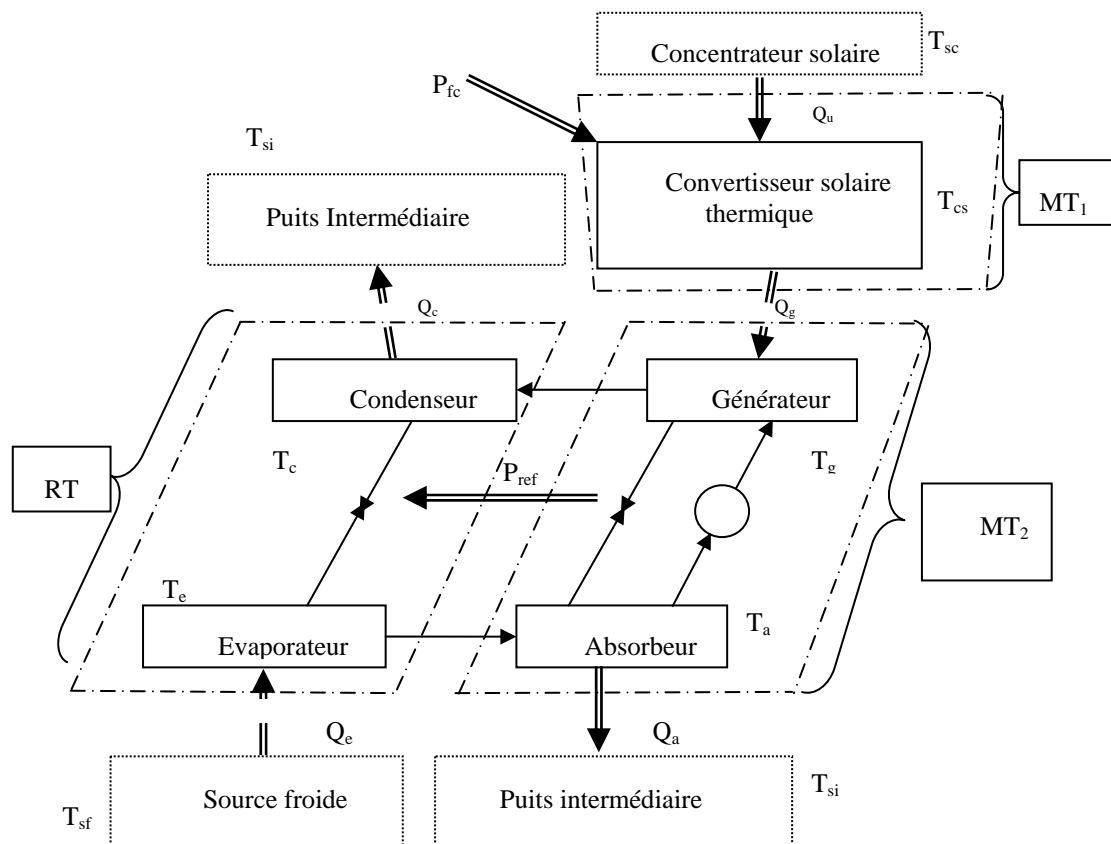 Concentrateur solaire
T_sc
P_fc
Q_u
T_si
Convertisseur solaire
thermique
T_cs
MT_1
Puits Intermédiaire
Q_c
Q_g
Condenseur
Générateur
T_c
T_g
RT
P_ref
MT_2
T_e
Evaporateur
Absorbeur
T_a
Q_e
Q_a
T_sf
Source froide
Puits intermédiaire
T_si